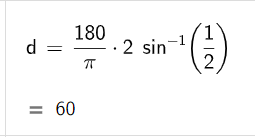 d = 180/π · 2 sin⁻¹(1/2)
= 60